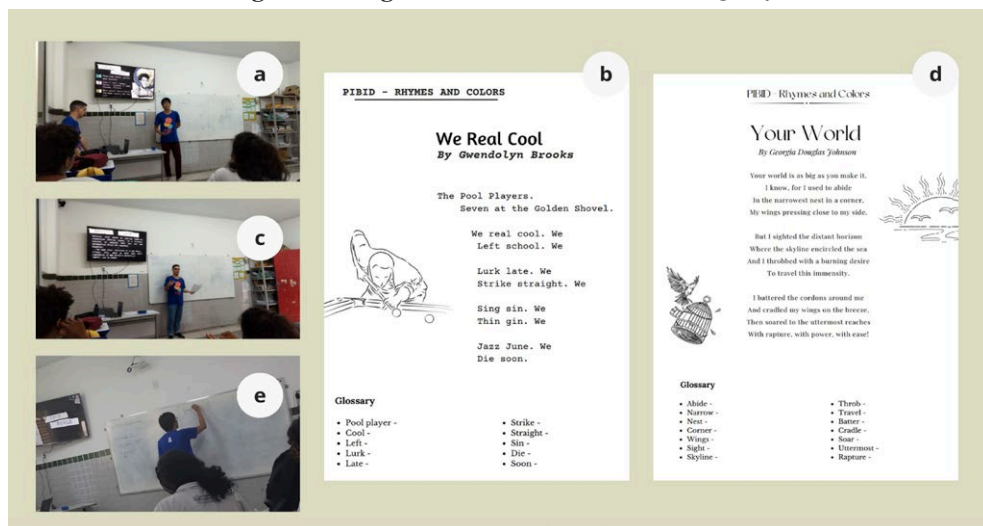 a
b
PIBID - RHYMES AND COLORS
We Real Cool
By Gwendolyn Brooks
The Pool Players.
Seven at the Golden Shovel.
We real cool. We
Left school. We
Lurk late. We
Strike straight. We
Sing sin. We
Thin gin. We
Jazz June. We
Die soon.
Glossary
• Pool player -
• Cool -
• Left -
• Lurk -
• Late -
• Strike -
• Straight -
• Sin -
• Die -
• Soon -
c
d
PIBID - Rhymes and Colors
Your World
By Georgia Douglas Johnson
Your world is as big as you make it.
I know, for I used to abide
In the narrowest nest in a corner,
My wings pressing close to my side.
But I sighted the distant horizon
Where the skyline encircled the sea
And I throbbed with a burning desire
To travel this immensity.
I battered the cordons around me
And cradled my wings on the breeze,
Then soared to the uttermost reaches
With rapture, with power, with ease!
Glossary
• Abide -
• Narrow -
• Nest -
• Corner -
• Wings -
• Sight -
• Skyline -
• Throb -
• Travel -
• Batter -
• Cradle -
• Soar -
• Uttermost -
• Rapture -
e